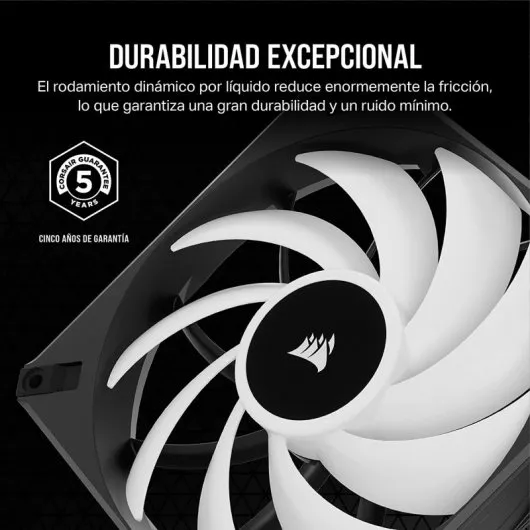 DURABILIDAD EXCEPCIONAL
El rodamiento dinámico por líquido reduce enormemente la fricción,
lo que garantiza una gran durabilidad y un ruido mínimo.
CORSAIR GUARANTEE
5
YEARS
CINCO AÑOS DE GARANTÍA